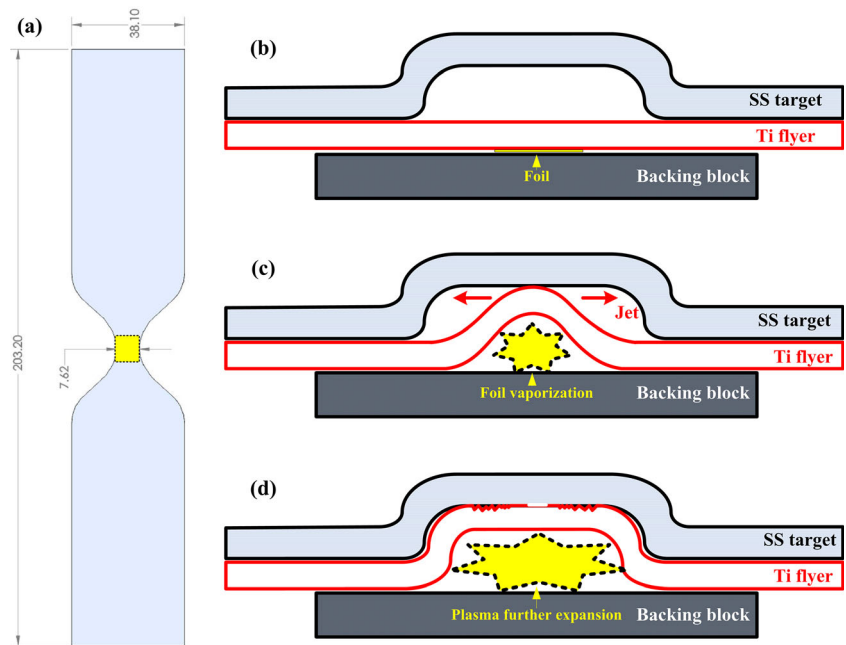 (a)
38.10
203.20
7.62
(b)
SS target
Ti flyer
Foil
Backing block
(c)
Jet
SS target
Ti flyer
Foil vaporization
Backing block
(d)
SS target
Ti flyer
Plasma further expansion
Backing block